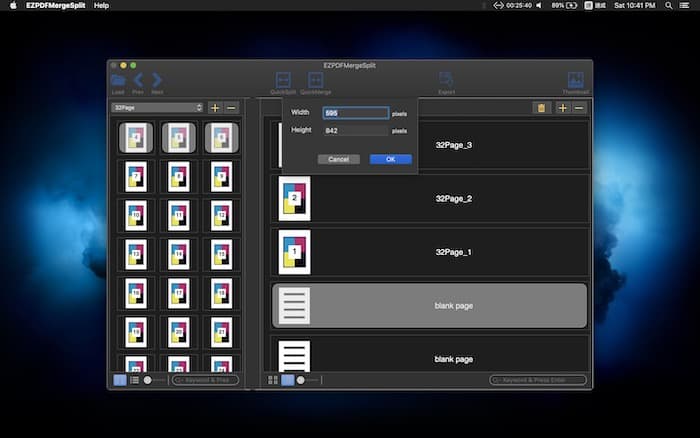 EZPDFMergeSplit Help
00:25:40 89% Sat 10:41 PM
EZPDFMergeSplit
Load Prev Next QuickSplit QuickMerge Export Thumbnail
32Page
Width 595 pixels
Height 842 pixels
Cancel OK
4 5 6
7 8 9
10 11 12
13 14 15
16 17 18
19 20 21
32Page_3
2 32Page_2
1 32Page_1
blank page
blank page
Keyword & Pres
Keyword & Press Enter